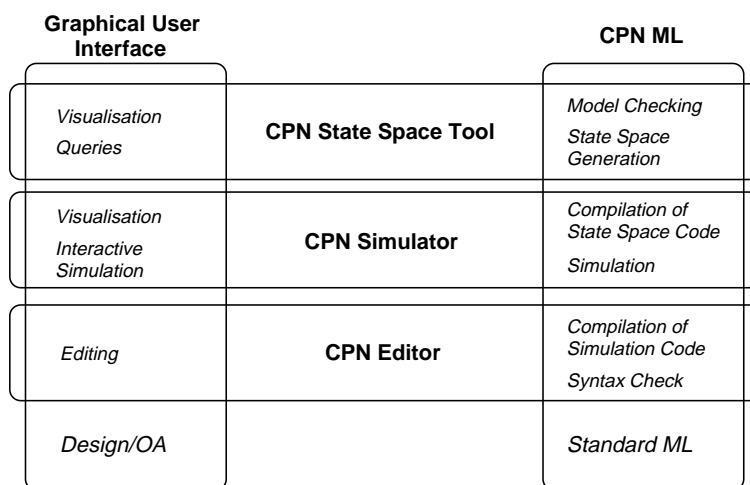 Graphical User
Interface
CPN ML
Visualisation
Queries
CPN State Space Tool
Model Checking
State Space
Generation
Visualisation
Interactive
Simulation
CPN Simulator
Compilation of
State Space Code
Simulation
Editing
CPN Editor
Compilation of
Simulation Code
Syntax Check
Design/OA
Standard ML